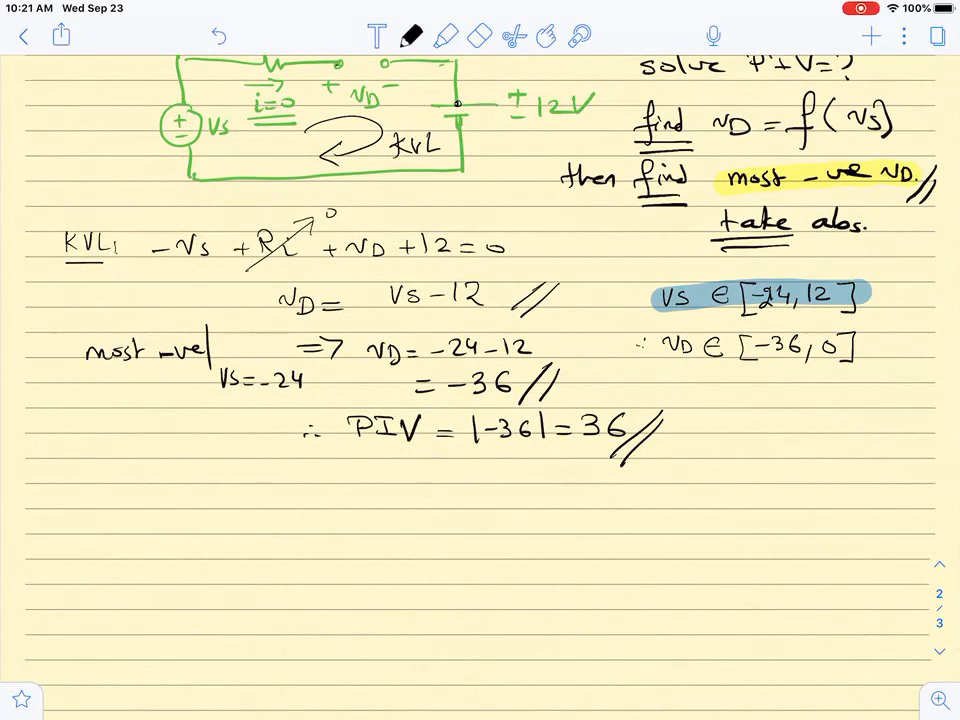 10:21 AM Wed Sep 23
100%
T
solve PIV=?
+ vD −
i=0
+
−
Vs
± 12V
KVL
find vD = f(vs)
then find most -ve vD.
take abs.
0
KVL: -vs + Ri + vD + 12 = 0
vD = vs - 12
vs ∈ [-24, 12]
most -ve|vs = -24 ⇒ vD = -24 - 12
∴ vD ∈ [-36, 0]
= -36
∴ PIV = |-36| = 36
2
/
3